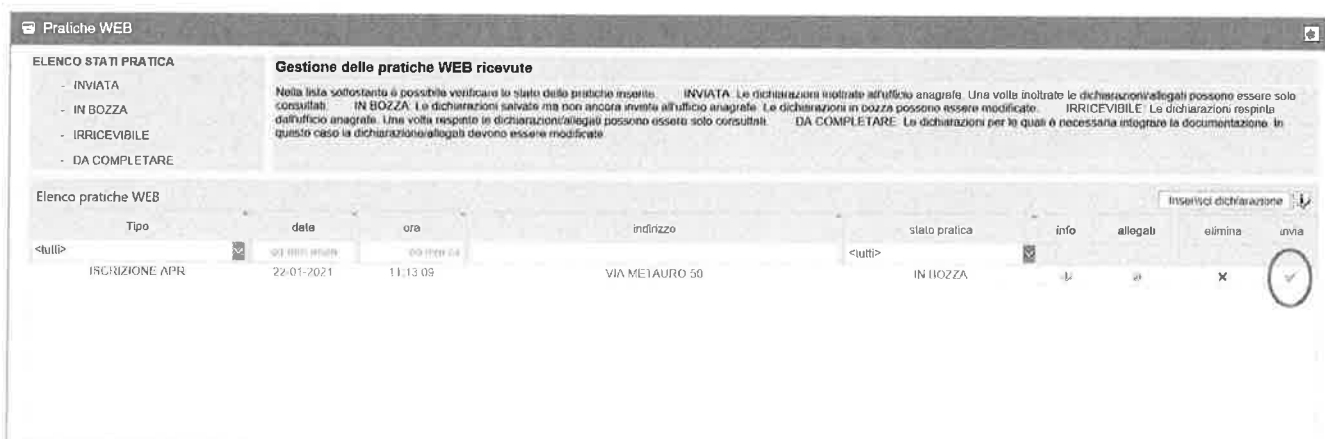 Pratiche WEB
ELENCO STATI PRATICA
- INVIATA
- IN BOZZA
- IRRICEVIBILE
- DA COMPLETARE
Gestione delle pratiche WEB ricevute
Nella lista sottostante è possibile verificare lo stato delle pratiche inserite. INVIATA: Le dichiarazioni inoltrate all'ufficio anagrafe. Una volta inoltrate le dichiarazioni/allegati possono essere solo
consultati. IN BOZZA: Le dichiarazioni salvate ma non ancora inviate all'ufficio anagrafe. Le dichiarazioni in bozza possono essere modificate. IRRICEVIBILE: Le dichiarazioni respinte
dall'ufficio anagrafe. Una volta respinte le dichiarazioni/allegati possono essere solo consultati. DA COMPLETARE: Le dichiarazioni per le quali è necessaria integrare la documentazione. In
questo caso la dichiarazione/allegati devono essere modificate.
Elenco pratiche WEB
Inserisci dichiarazione
Tipo data ora indirizzo stato pratica info allegati elimina invia
<tutti> <tutti>
ISCRIZIONE APR 22-01-2021 11:13:09 VIA METAURO 50 IN BOZZA